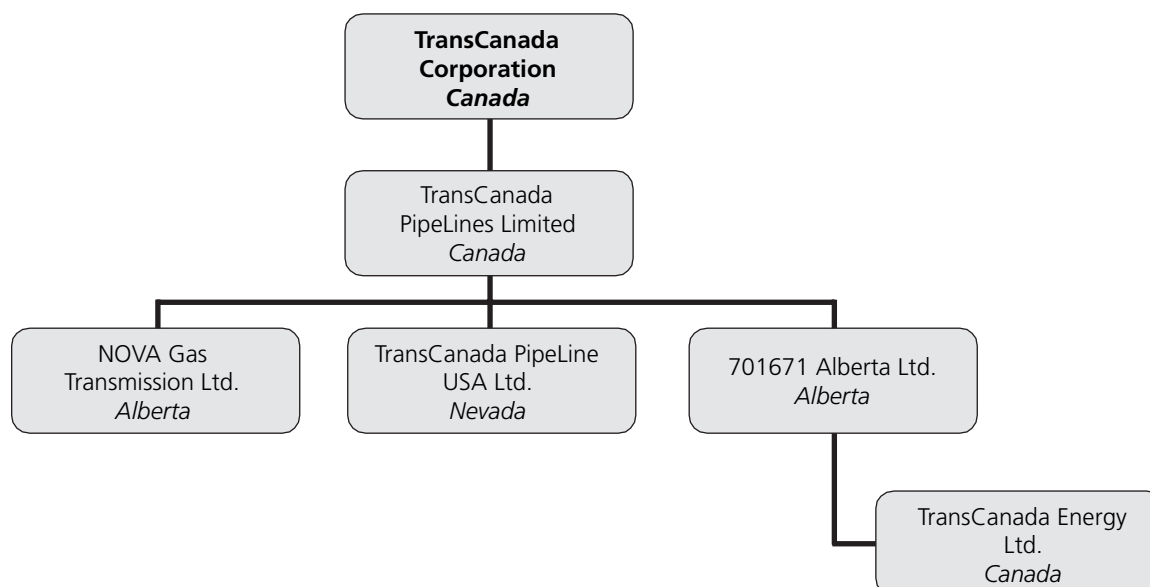 TransCanada
Corporation
Canada
TransCanada
PipeLines Limited
Canada
NOVA Gas
Transmission Ltd.
Alberta
TransCanada PipeLine
USA Ltd.
Nevada
701671 Alberta Ltd.
Alberta
TransCanada Energy
Ltd.
Canada